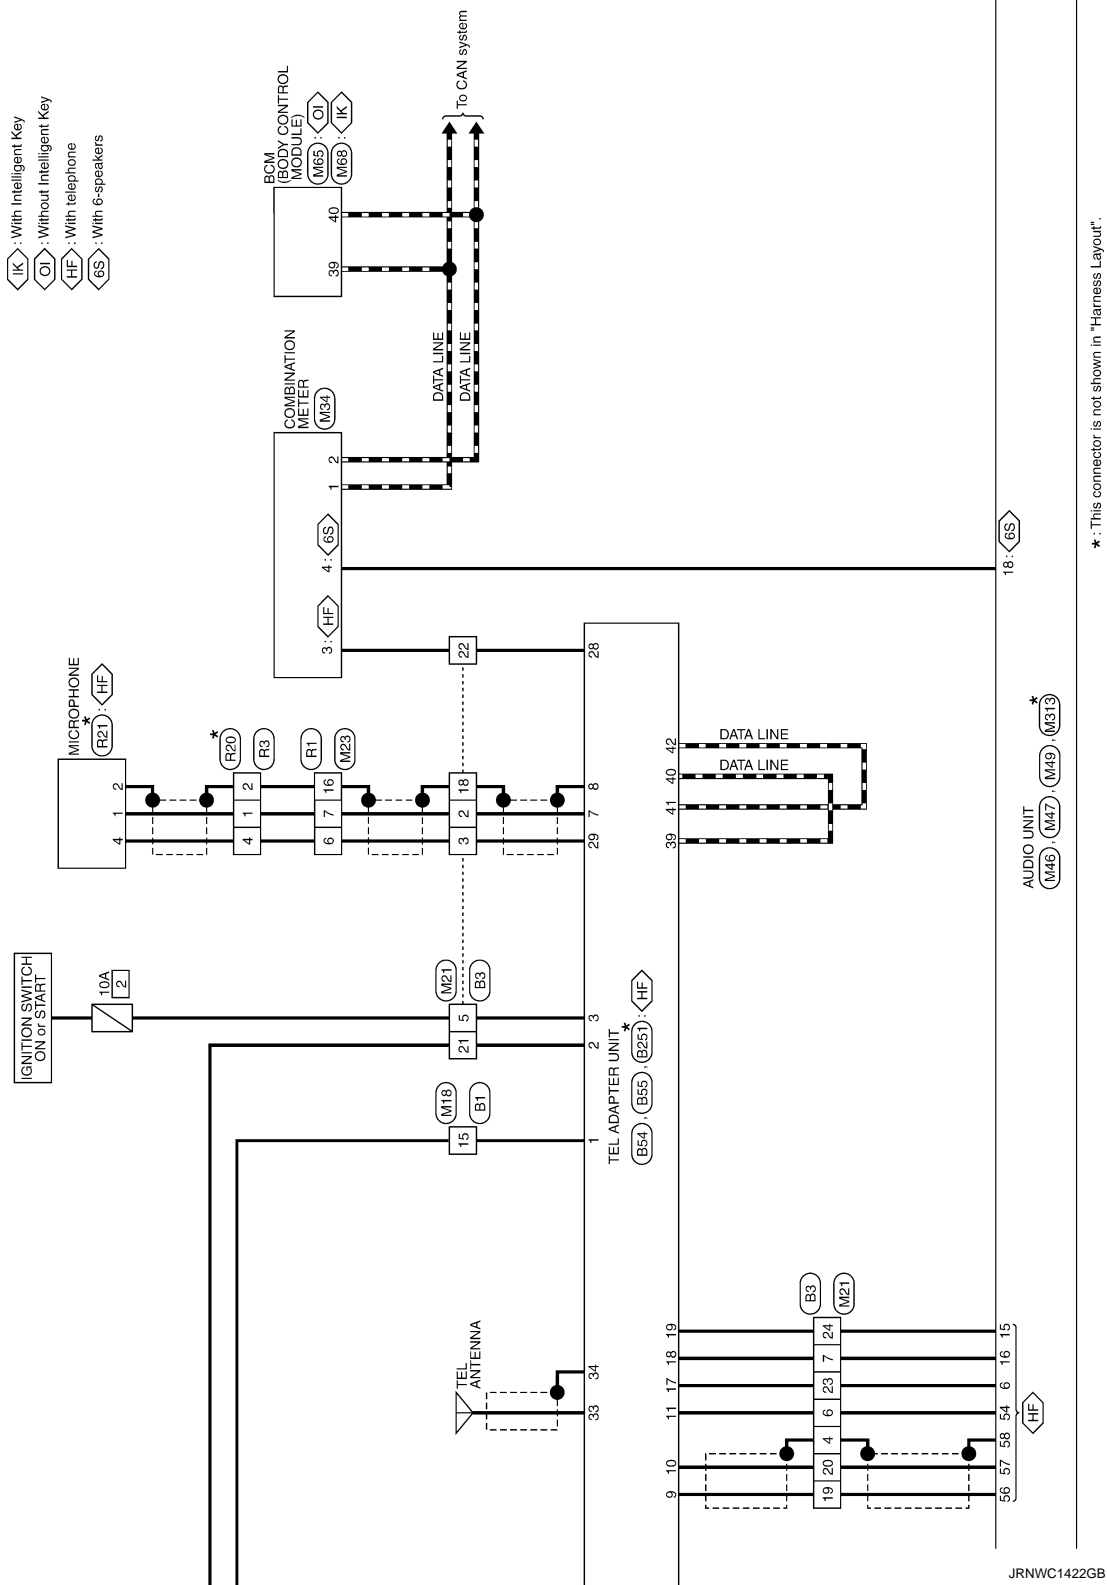 IK : With Intelligent Key
OI : Without Intelligent Key
HF : With telephone
6S : With 6-speakers
BCM
(BODY CONTROL
MODULE)
M65 : OI
M68 : IK
39 40
To CAN system
DATA LINE
DATA LINE
COMBINATION
METER
M34
3 : HF 4 : 6S 1 2
22
28
18 : 6S
MICROPHONE
* R21 : HF
4 1 2
* R20
R3
4 1 2
R1
M23
6 7 16
3 2 18
29 7 8
IGNITION SWITCH
ON or START
10A
2
M21
B3
21 5
2 3
M18
B1
15
1
TEL ADAPTER UNIT
B54 , B55 , * B251 : HF
39 41 40 42
DATA LINE
DATA LINE
TEL
ANTENNA
33 34
9 10 11 17 18 19
B3
M21
19 20 4 6 23 7 24
56 57 58 54 6 16 15
HF
AUDIO UNIT
M46 , M47 , M49 , * M313
* : This connector is not shown in "Harness Layout".
JRNWC1422GB